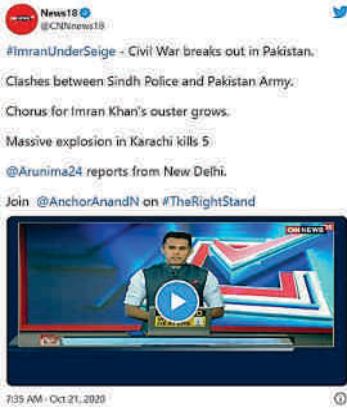 News18
@CNNnews18
#ImranUnderSeige - Civil War breaks out in Pakistan.
Clashes between Sindh Police and Pakistan Army.
Chorus for Imran Khan's ouster grows.
Massive explosion in Karachi kills 5
@Arunima24 reports from New Delhi.
Join @AnchorAnandN on #TheRightStand
CNN NEWS18
7:35 AM - Oct 21, 2020